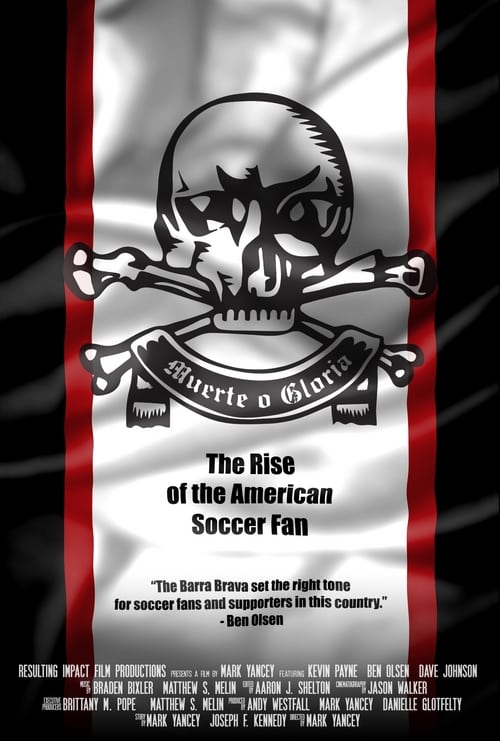 Muerte o Gloria
The Rise
of the American
Soccer Fan
“The Barra Brava set the right tone
for soccer fans and supporters in this country.”
- Ben Olsen
RESULTING IMPACT FILM PRODUCTIONS PRESENTS A FILM BY MARK YANCEY FEATURING KEVIN PAYNE BEN OLSEN DAVE JOHNSON
MUSIC BY BRADEN BIXLER MATTHEW S. MELIN EDITED BY AARON J. SHELTON CINEMATOGRAPHY BY JASON WALKER
EXECUTIVE PRODUCERS BRITTANY M. POPE MATTHEW S. MELIN PRODUCED BY ANDY WESTFALL MARK YANCEY DANIELLE GLOTFELTY
STORY BY MARK YANCEY JOSEPH F. KENNEDY DIRECTED BY MARK YANCEY